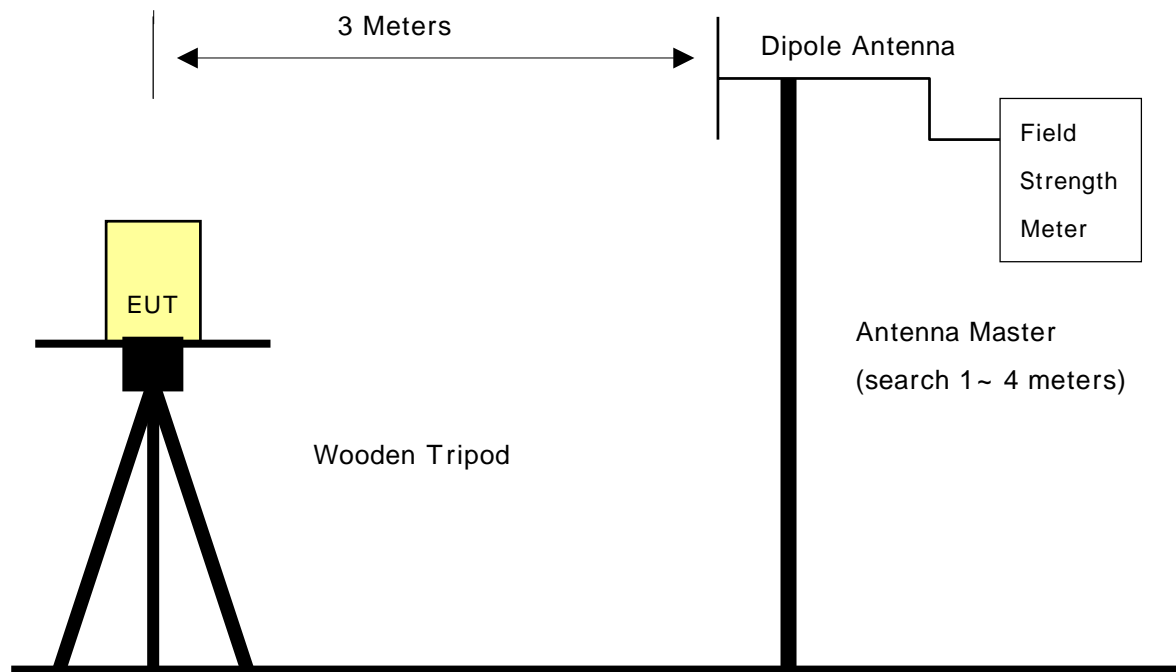 3 Meters
Dipole Antenna
Field
Strength
Meter
EUT
Antenna Master
(search 1~ 4 meters)
Wooden Tripod